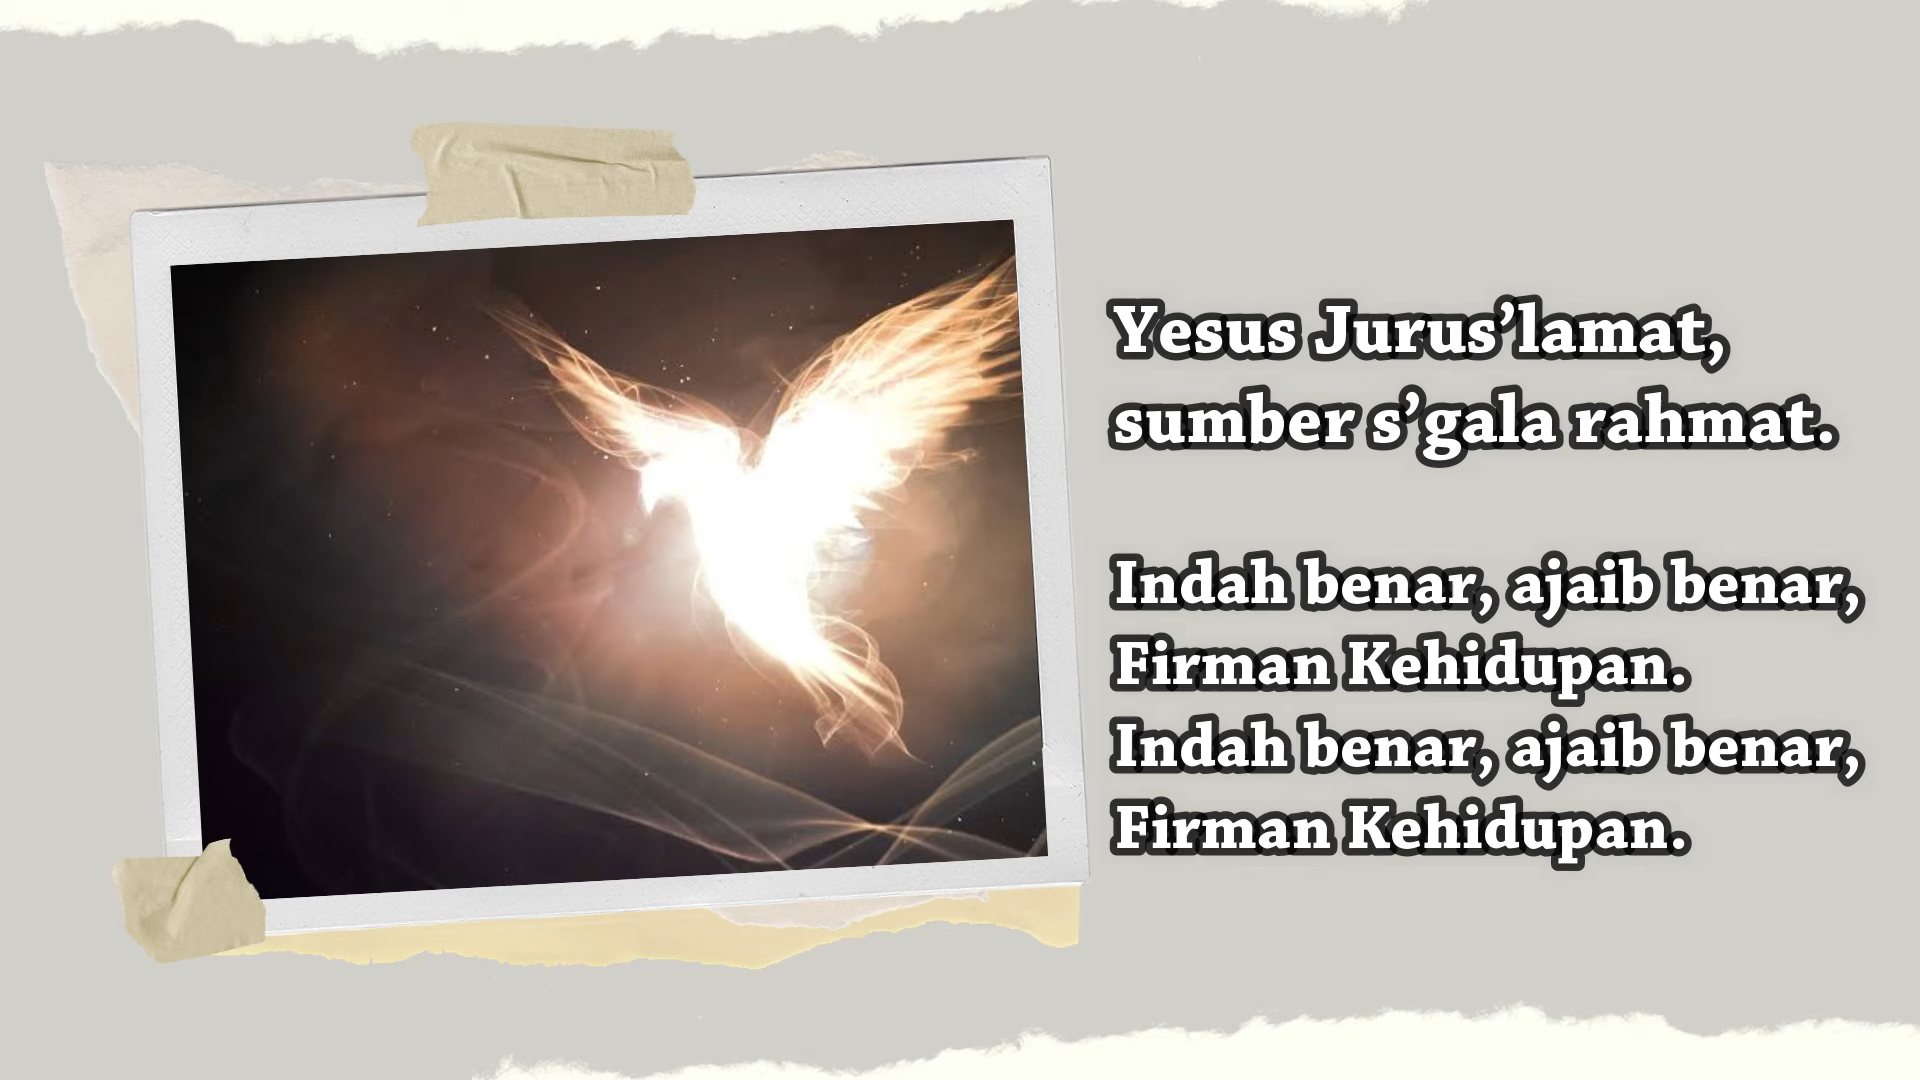 Yesus Jurus’lamat,
sumber s’gala rahmat.
Indah benar, ajaib benar,
Firman Kehidupan.
Indah benar, ajaib benar,
Firman Kehidupan.